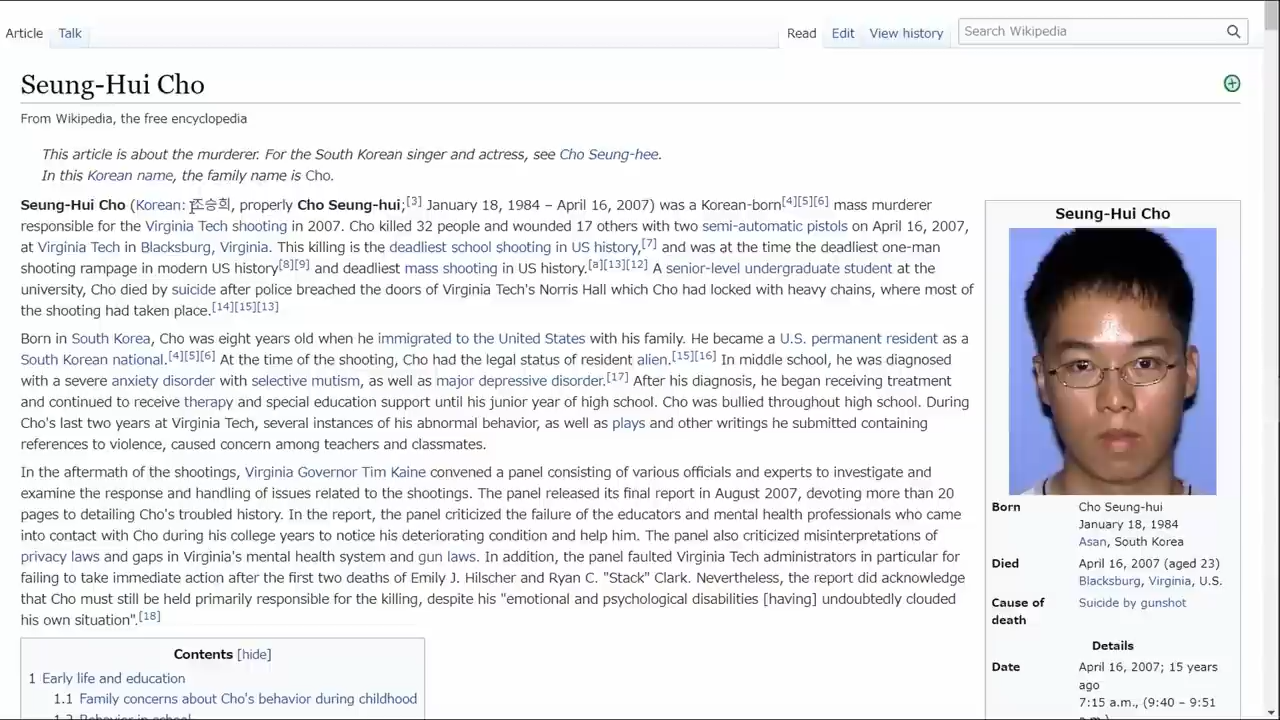 Article Talk Read Edit View history Search Wikipedia
Seung-Hui Cho
From Wikipedia, the free encyclopedia
This article is about the murderer. For the South Korean singer and actress, see Cho Seung-hee.
In this Korean name, the family name is Cho.
Seung-Hui Cho (Korean: 조승희, properly Cho Seung-hui;[3] January 18, 1984 – April 16, 2007) was a Korean-born[4][5][6] mass murderer
responsible for the Virginia Tech shooting in 2007. Cho killed 32 people and wounded 17 others with two semi-automatic pistols on April 16, 2007,
at Virginia Tech in Blacksburg, Virginia. This killing is the deadliest school shooting in US history,[7] and was at the time the deadliest one-man
shooting rampage in modern US history[8][9] and deadliest mass shooting in US history.[a][13][12] A senior-level undergraduate student at the
university, Cho died by suicide after police breached the doors of Virginia Tech's Norris Hall which Cho had locked with heavy chains, where most of
the shooting had taken place.[14][15][13]
Born in South Korea, Cho was eight years old when he immigrated to the United States with his family. He became a U.S. permanent resident as a
South Korean national.[4][5][6] At the time of the shooting, Cho had the legal status of resident alien.[15][16] In middle school, he was diagnosed
with a severe anxiety disorder with selective mutism, as well as major depressive disorder.[17] After his diagnosis, he began receiving treatment
and continued to receive therapy and special education support until his junior year of high school. Cho was bullied throughout high school. During
Cho's last two years at Virginia Tech, several instances of his abnormal behavior, as well as plays and other writings he submitted containing
references to violence, caused concern among teachers and classmates.
In the aftermath of the shootings, Virginia Governor Tim Kaine convened a panel consisting of various officials and experts to investigate and
examine the response and handling of issues related to the shootings. The panel released its final report in August 2007, devoting more than 20
pages to detailing Cho's troubled history. In the report, the panel criticized the failure of the educators and mental health professionals who came
into contact with Cho during his college years to notice his deteriorating condition and help him. The panel also criticized misinterpretations of
privacy laws and gaps in Virginia's mental health system and gun laws. In addition, the panel faulted Virginia Tech administrators in particular for
failing to take immediate action after the first two deaths of Emily J. Hilscher and Ryan C. "Stack" Clark. Nevertheless, the report did acknowledge
that Cho must still be held primarily responsible for the killing, despite his "emotional and psychological disabilities [having] undoubtedly clouded
his own situation".[18]
Contents [hide]
1 Early life and education
1.1 Family concerns about Cho's behavior during childhood
1.2 Behavior in school
Seung-Hui Cho
Born Cho Seung-hui
January 18, 1984
Asan, South Korea
Died April 16, 2007 (aged 23)
Blacksburg, Virginia, U.S.
Cause of Suicide by gunshot
death
Details
Date April 16, 2007; 15 years
ago
7:15 a.m., (9:40 – 9:51
a.m.)